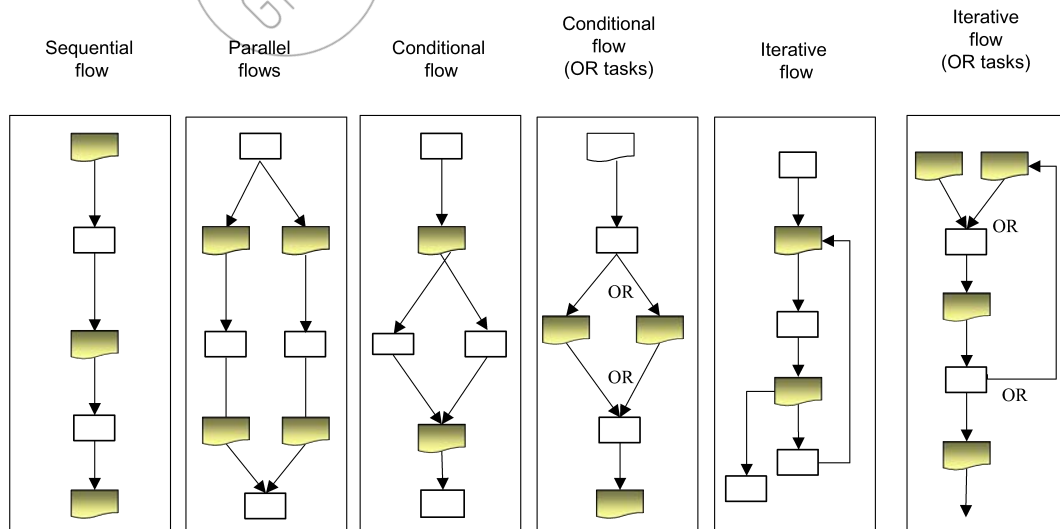 Sequential
flow
Parallel
flows
Conditional
flow
Conditional
flow
(OR tasks)
Iterative
flow
Iterative
flow
(OR tasks)
OR
OR
OR
OR